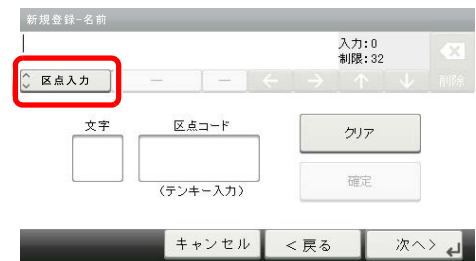 新規登録-名前
入力:0
制限:32
区点入力 — — ← → ↑ ↓ 削除
文字 区点コード クリア
(テンキー入力) 確定
キャンセル <戻る 次へ>